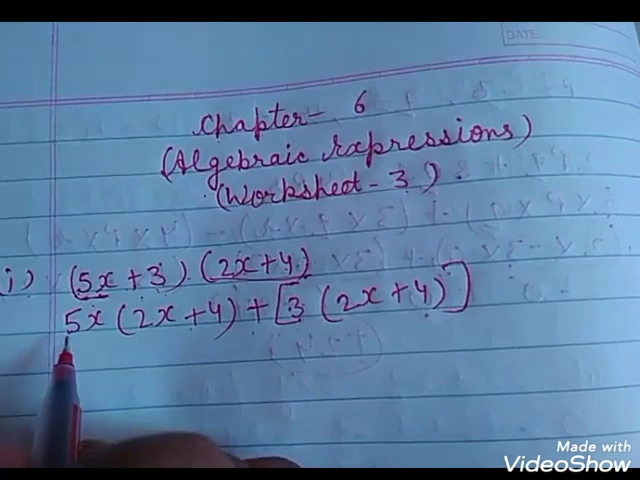 DATE
Chapter - 6
(Algebraic Expressions)
(Worksheet - 3)
i) (5x + 3) (2x + 4)
5x (2x + 4) + [3 (2x + 4)]
Made with
VideoShow